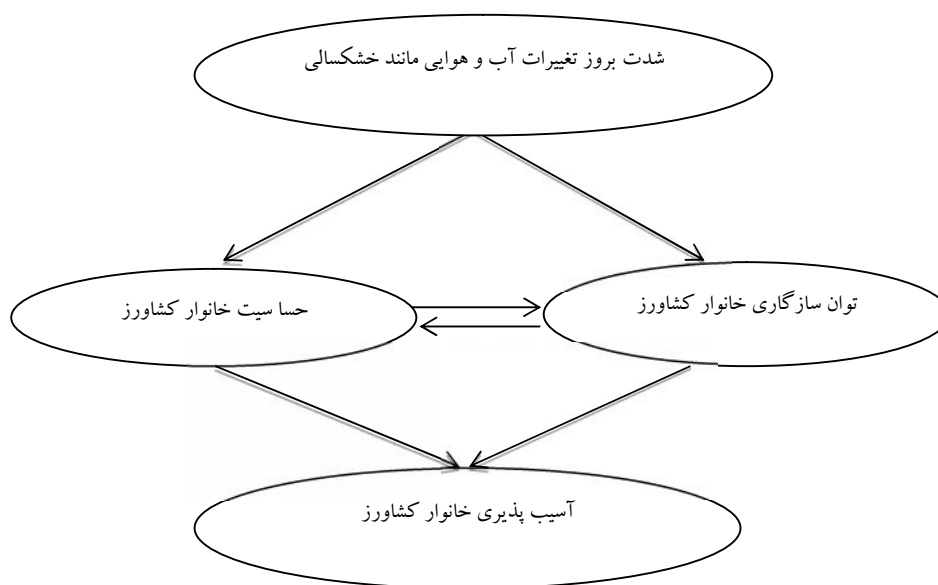 شدت بروز تغییرات آب و هوایی مانند خشکسالی
توان سازگاری خانوار کشاورز
حسا سیت خانوار کشاورز
آسیب پذیری خانوار کشاورز